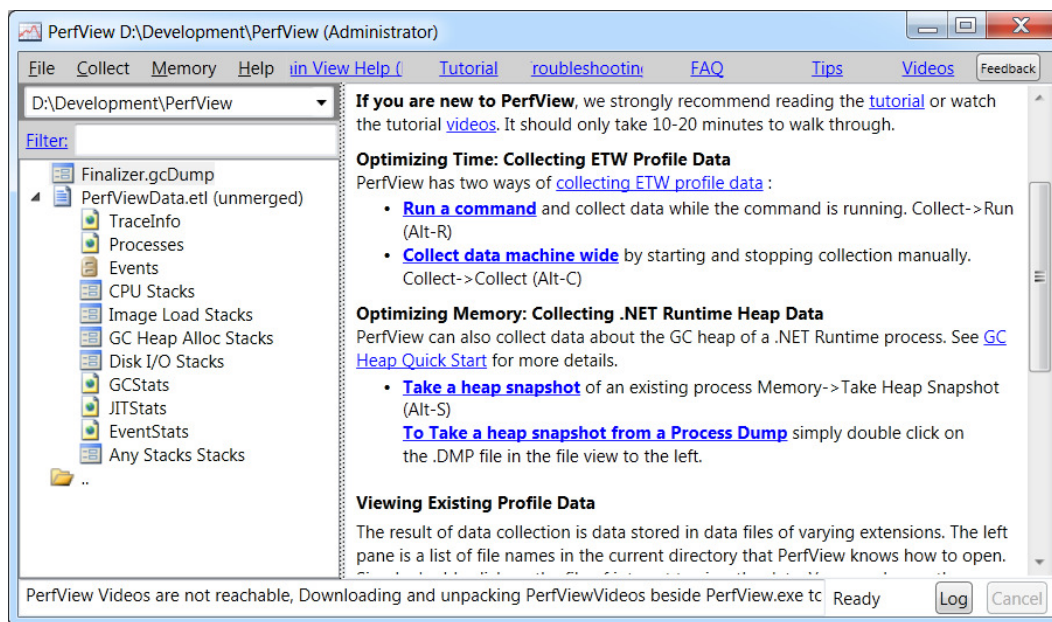 PerfView D:\Development\PerfView (Administrator)
File Collect Memory Help in View Help ( Tutorial roubleshootin FAQ Tips Videos Feedback
D:\Development\PerfView
Filter:
Finalizer.gcDump
PerfViewData.etl (unmerged)
TraceInfo
Processes
Events
CPU Stacks
Image Load Stacks
GC Heap Alloc Stacks
Disk I/O Stacks
GCStats
JITStats
EventStats
Any Stacks Stacks
..
If you are new to PerfView, we strongly recommend reading the tutorial or watch
the tutorial videos. It should only take 10-20 minutes to walk through.
Optimizing Time: Collecting ETW Profile Data
PerfView has two ways of collecting ETW profile data :
• Run a command and collect data while the command is running. Collect->Run
(Alt-R)
• Collect data machine wide by starting and stopping collection manually.
Collect->Collect (Alt-C)
Optimizing Memory: Collecting .NET Runtime Heap Data
PerfView can also collect data about the GC heap of a .NET Runtime process. See GC
Heap Quick Start for more details.
• Take a heap snapshot of an existing process Memory->Take Heap Snapshot
(Alt-S)
To Take a heap snapshot from a Process Dump simply double click on
the .DMP file in the file view to the left.
Viewing Existing Profile Data
The result of data collection is data stored in data files of varying extensions. The left
pane is a list of file names in the current directory that PerfView knows how to open.
PerfView Videos are not reachable, Downloading and unpacking PerfViewVideos beside PerfView.exe tc Ready Log Cancel